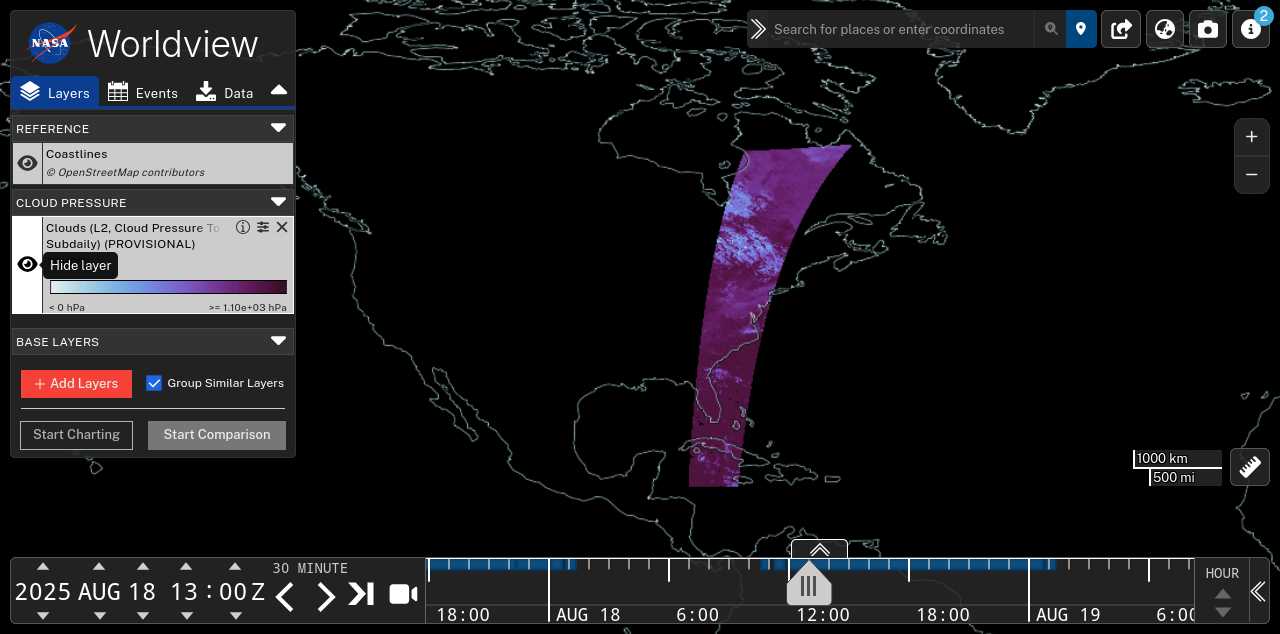 NASA Worldview
Search for places or enter coordinates
2
Layers
Events
Data
REFERENCE
Coastlines
© OpenStreetMap contributors
CLOUD PRESSURE
Clouds (L2, Cloud Pressure To
Subdaily) (PROVISIONAL)
Hide layer
< 0 hPa
>= 1.10e+03 hPa
BASE LAYERS
+ Add Layers
Group Similar Layers
Start Charting
Start Comparison
+
−
1000 km
500 mi
2025 AUG 18 13 : 00 Z
30 MINUTE
18:00
AUG 18
6:00
12:00
18:00
AUG 19
6:00
HOUR